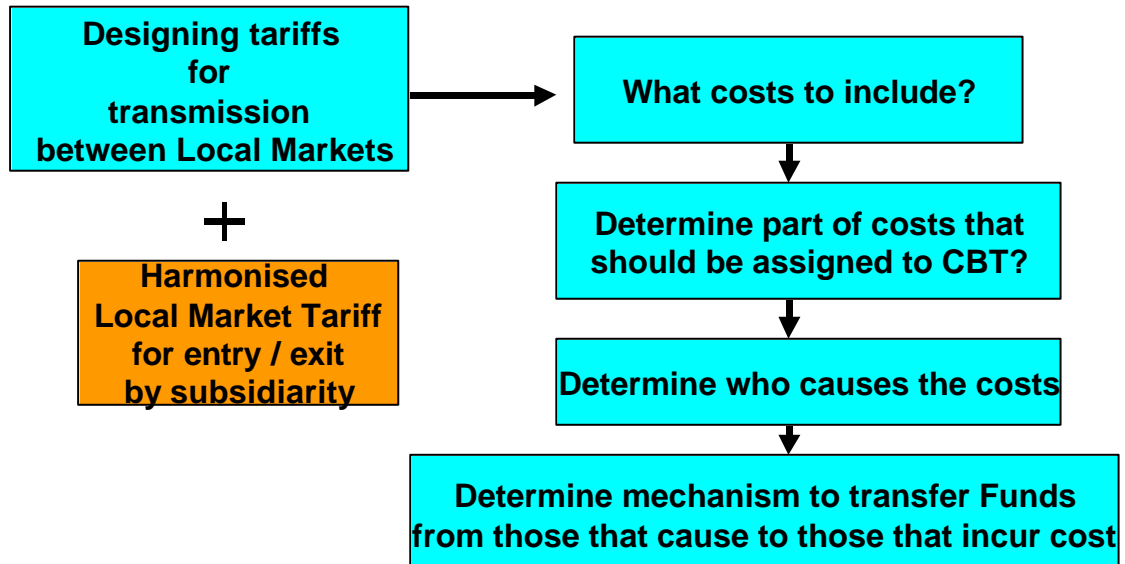 Designing tariffs
for
transmission
between Local Markets
+
Harmonised
Local Market Tariff
for entry / exit
by subsidiarity
What costs to include?
Determine part of costs that
should be assigned to CBT?
Determine who causes the costs
Determine mechanism to transfer Funds
from those that cause to those that incur cost